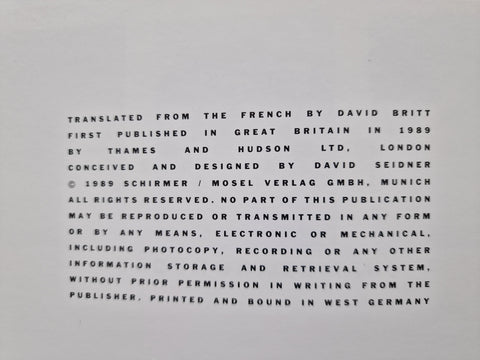 TRANSLATED FROM THE FRENCH BY DAVID BRITT
FIRST PUBLISHED IN GREAT BRITAIN IN 1989
BY THAMES AND HUDSON LTD, LONDON
CONCEIVED AND DESIGNED BY DAVID SEIDNER
© 1989 SCHIRMER / MOSEL VERLAG GMBH, MUNICH
ALL RIGHTS RESERVED. NO PART OF THIS PUBLICATION
MAY BE REPRODUCED OR TRANSMITTED IN ANY FORM
OR BY ANY MEANS, ELECTRONIC OR MECHANICAL,
INCLUDING PHOTOCOPY, RECORDING OR ANY OTHER
INFORMATION STORAGE AND RETRIEVAL SYSTEM,
WITHOUT PRIOR PERMISSION IN WRITING FROM THE
PUBLISHER. PRINTED AND BOUND IN WEST GERMANY